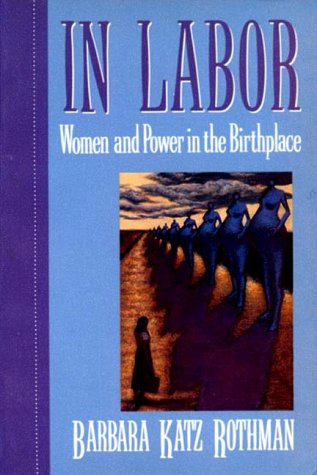 IN LABOR
Women and Power in the Birthplace
BARBARA KATZ ROTHMAN